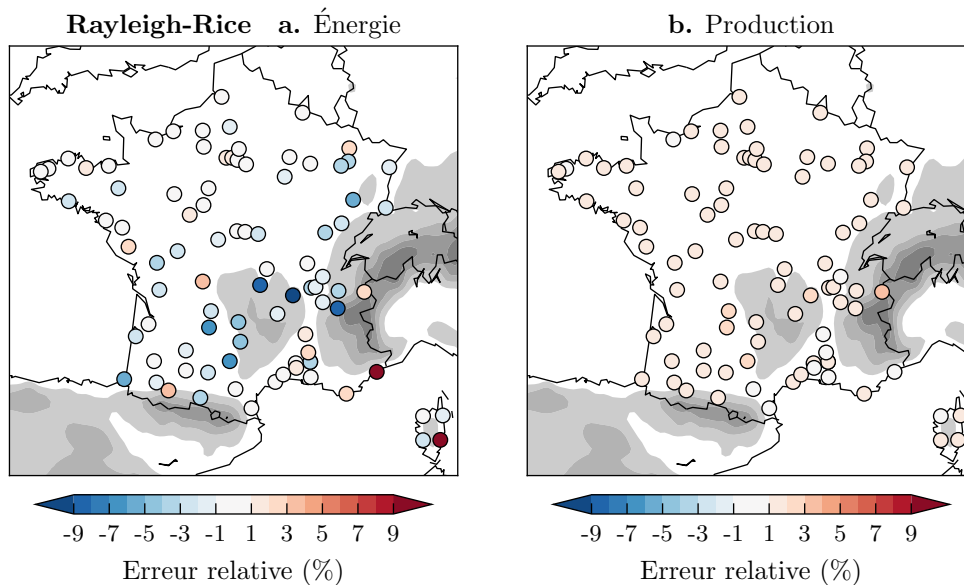 Rayleigh-Rice a. Énergie
b. Production
-9 -7 -5 -3 -1 1 3 5 7 9
Erreur relative (%)
-9 -7 -5 -3 -1 1 3 5 7 9
Erreur relative (%)